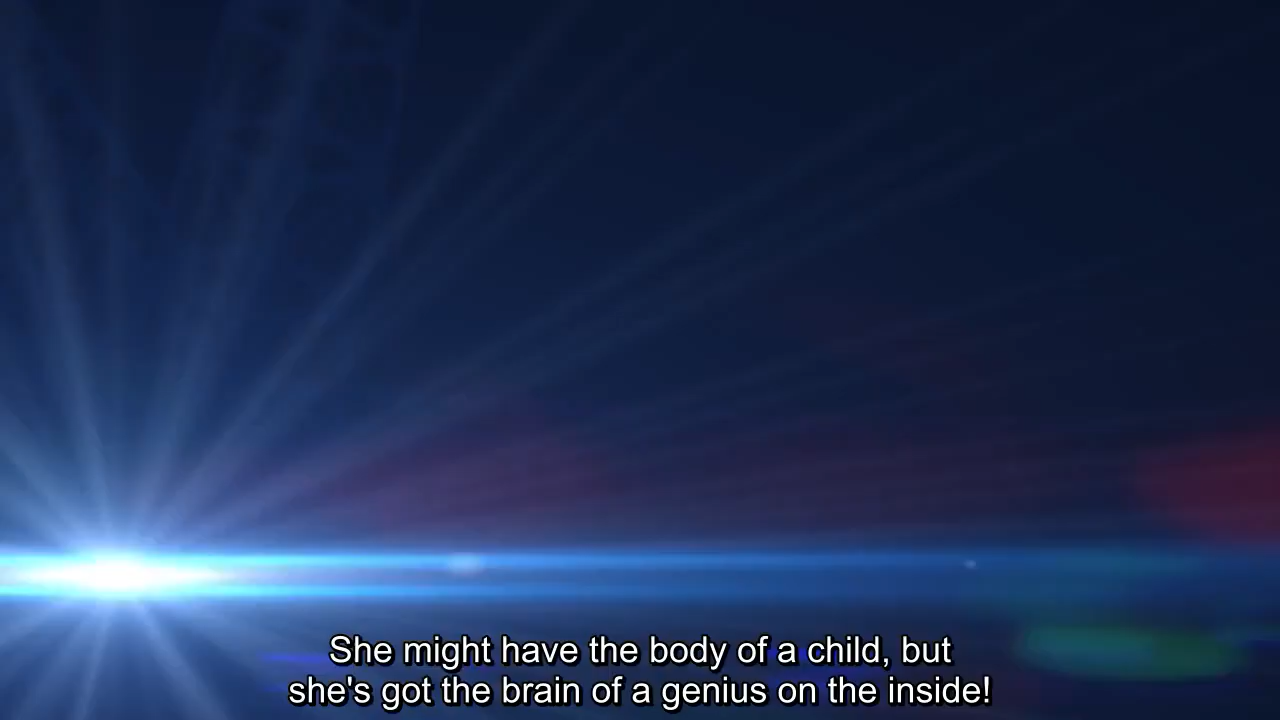 She might have the body of a child, but
she's got the brain of a genius on the inside!